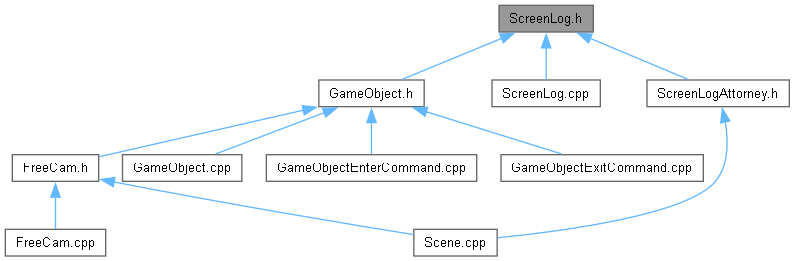 ScreenLog.h
GameObject.h
ScreenLog.cpp
ScreenLogAttorney.h
FreeCam.h
GameObject.cpp
GameObjectEnterCommand.cpp
GameObjectExitCommand.cpp
FreeCam.cpp
Scene.cpp